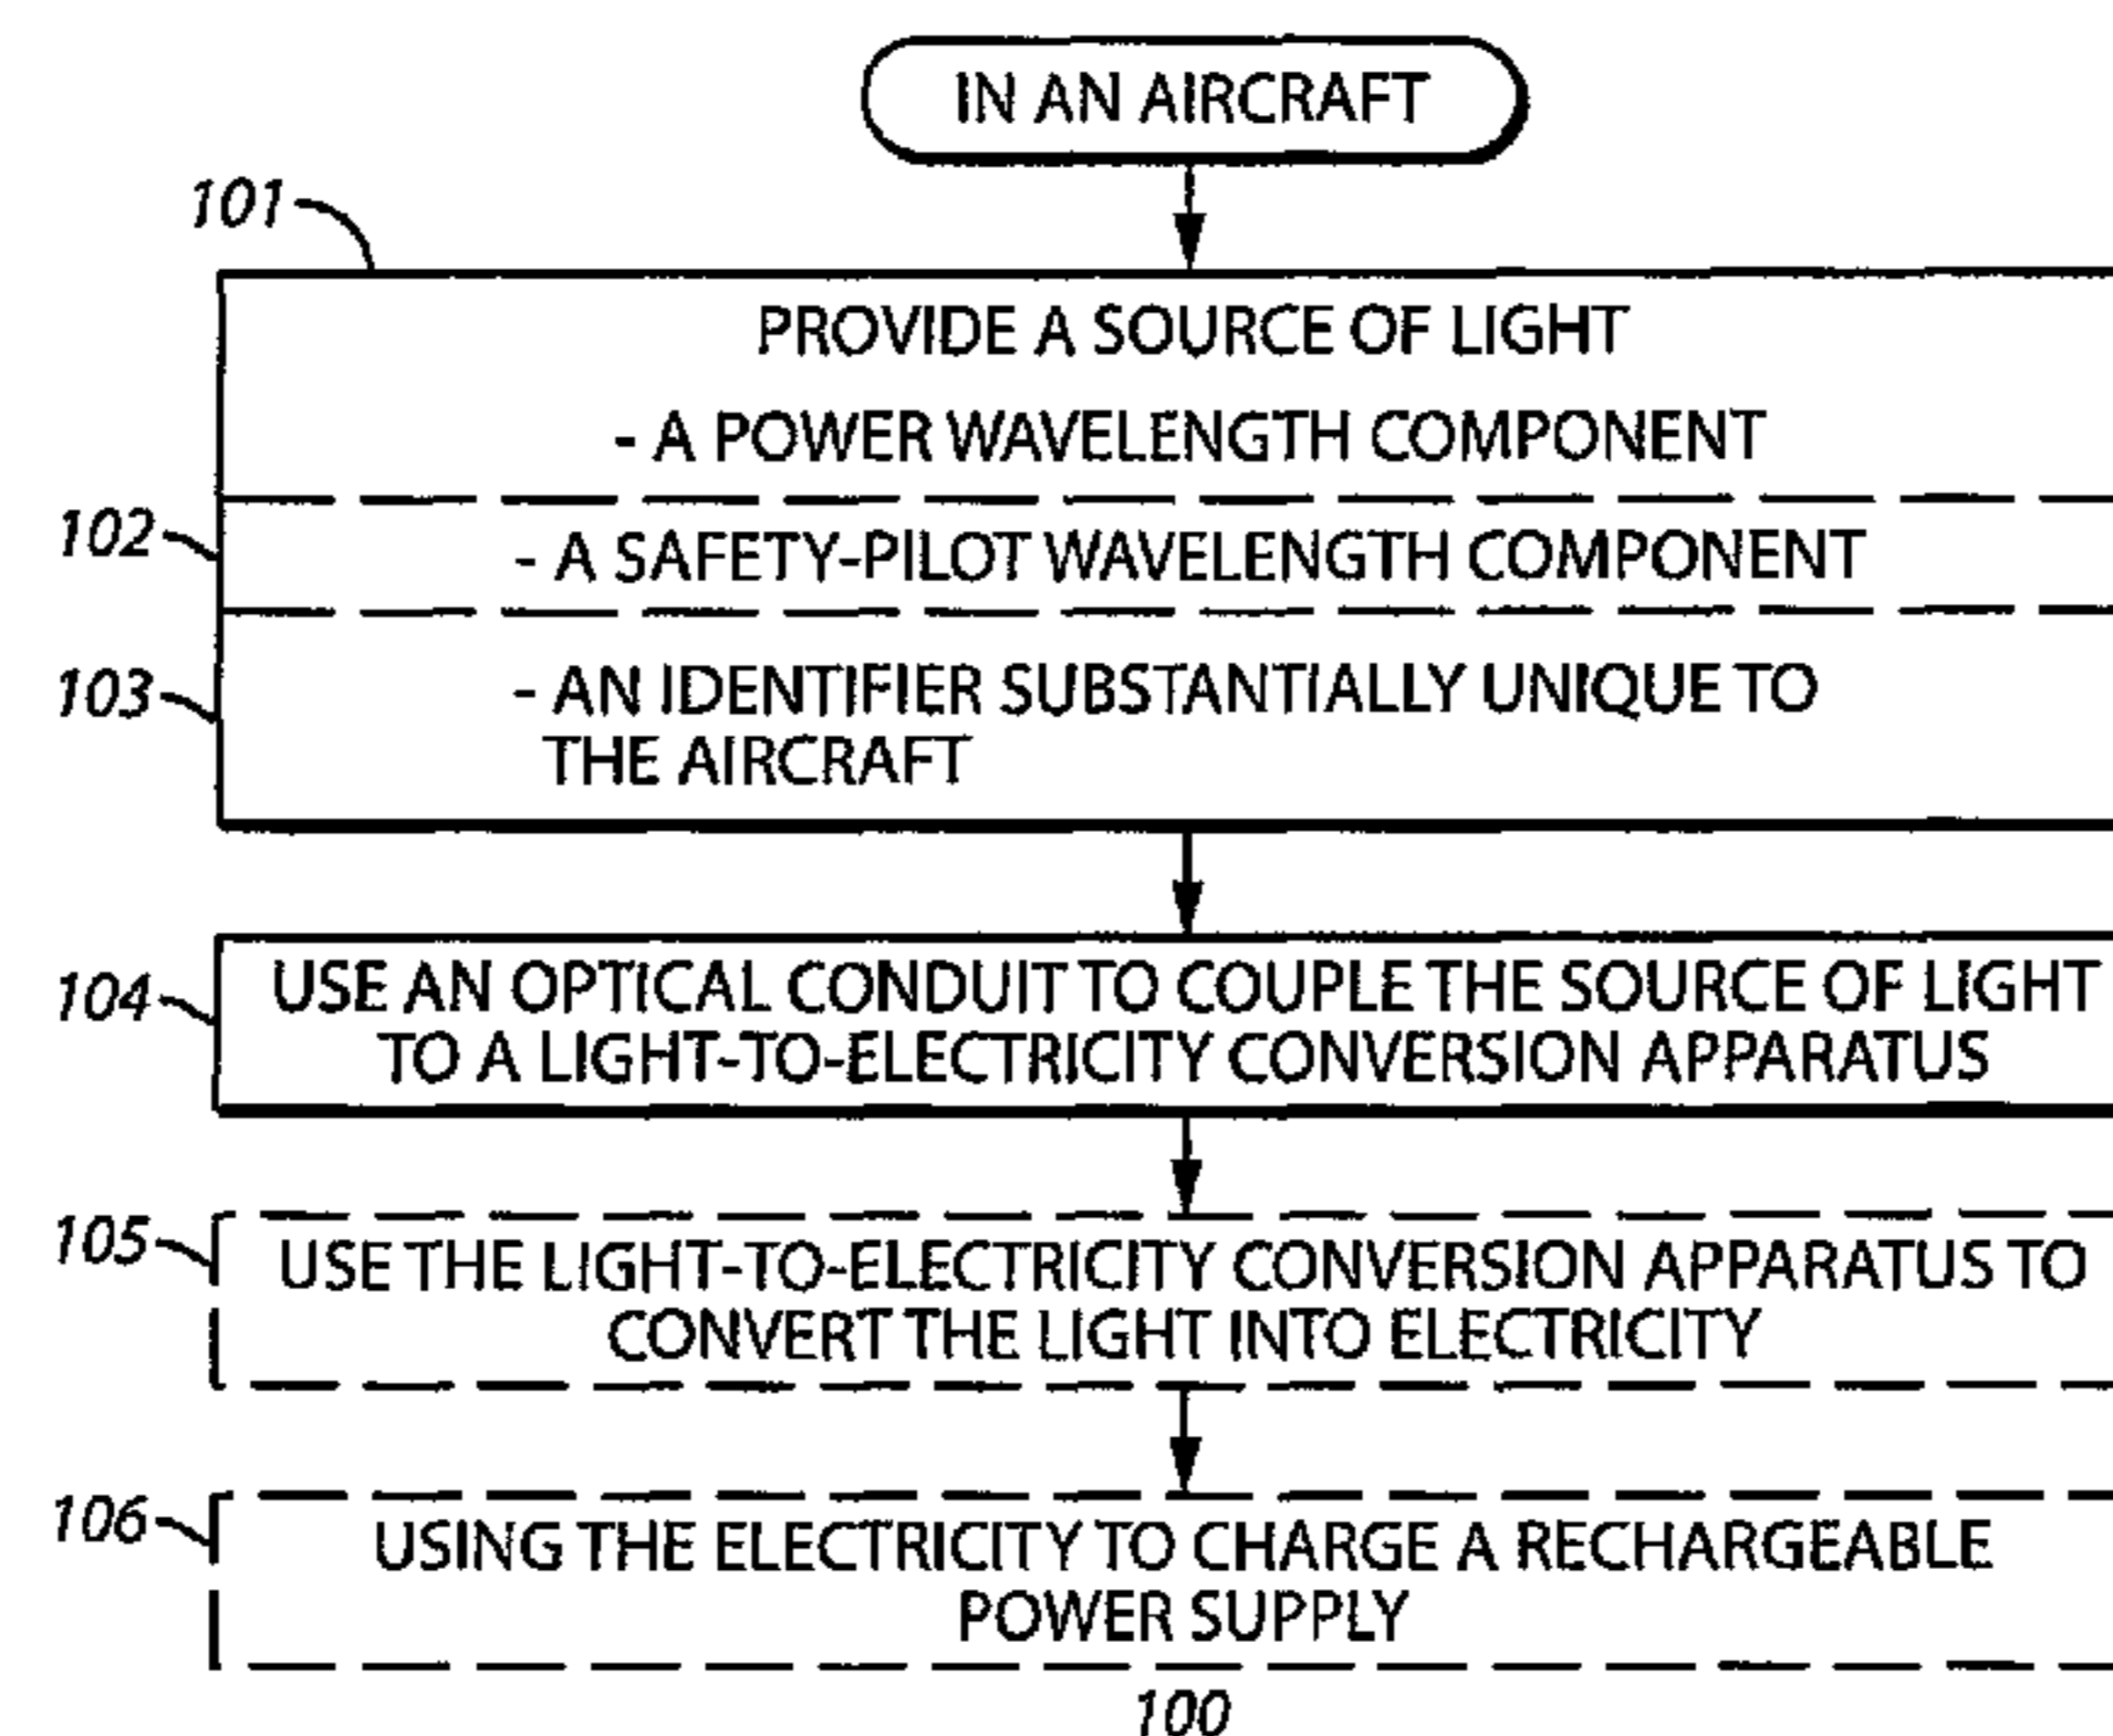 IN AN AIRCRAFT
101
PROVIDE A SOURCE OF LIGHT
- A POWER WAVELENGTH COMPONENT
102
- A SAFETY-PILOT WAVELENGTH COMPONENT
103
- AN IDENTIFIER SUBSTANTIALLY UNIQUE TO
THE AIRCRAFT
104
USE AN OPTICAL CONDUIT TO COUPLE THE SOURCE OF LIGHT
TO A LIGHT-TO-ELECTRICITY CONVERSION APPARATUS
105
USE THE LIGHT-TO-ELECTRICITY CONVERSION APPARATUS TO
CONVERT THE LIGHT INTO ELECTRICITY
106
USING THE ELECTRICITY TO CHARGE A RECHARGEABLE
POWER SUPPLY
100